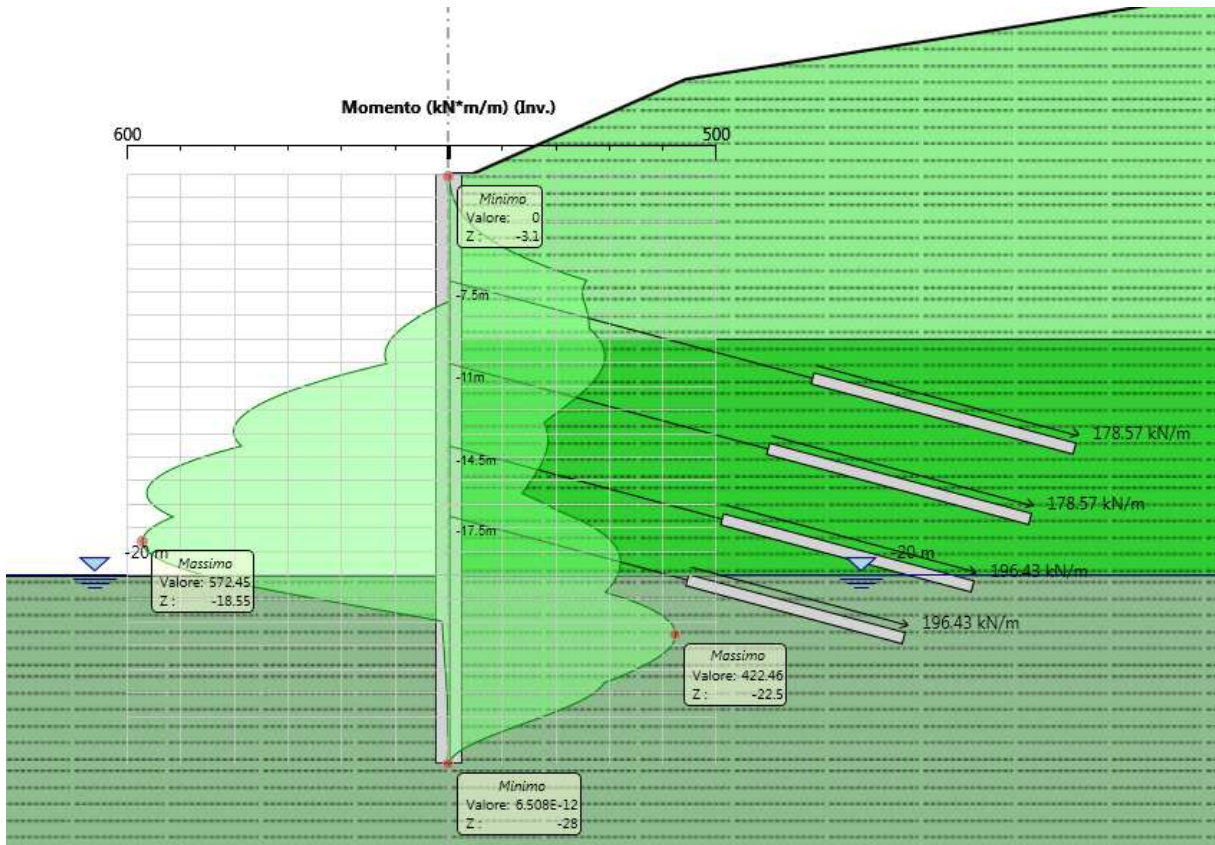 Momento (kN*m/m) (Inv.)
600
500
Minimo
Valore: 0
Z : -3.1
-7.5m
-11m
178.57 kN/m
-14.5m
178.57 kN/m
-17.5m
-20 m
-20 m
Massimo
Valore: 572.45
Z : -18.55
196.43 kN/m
196.43 kN/m
Massimo
Valore: 422.46
Z : -22.5
Minimo
Valore: 6.508E-12
Z : -28